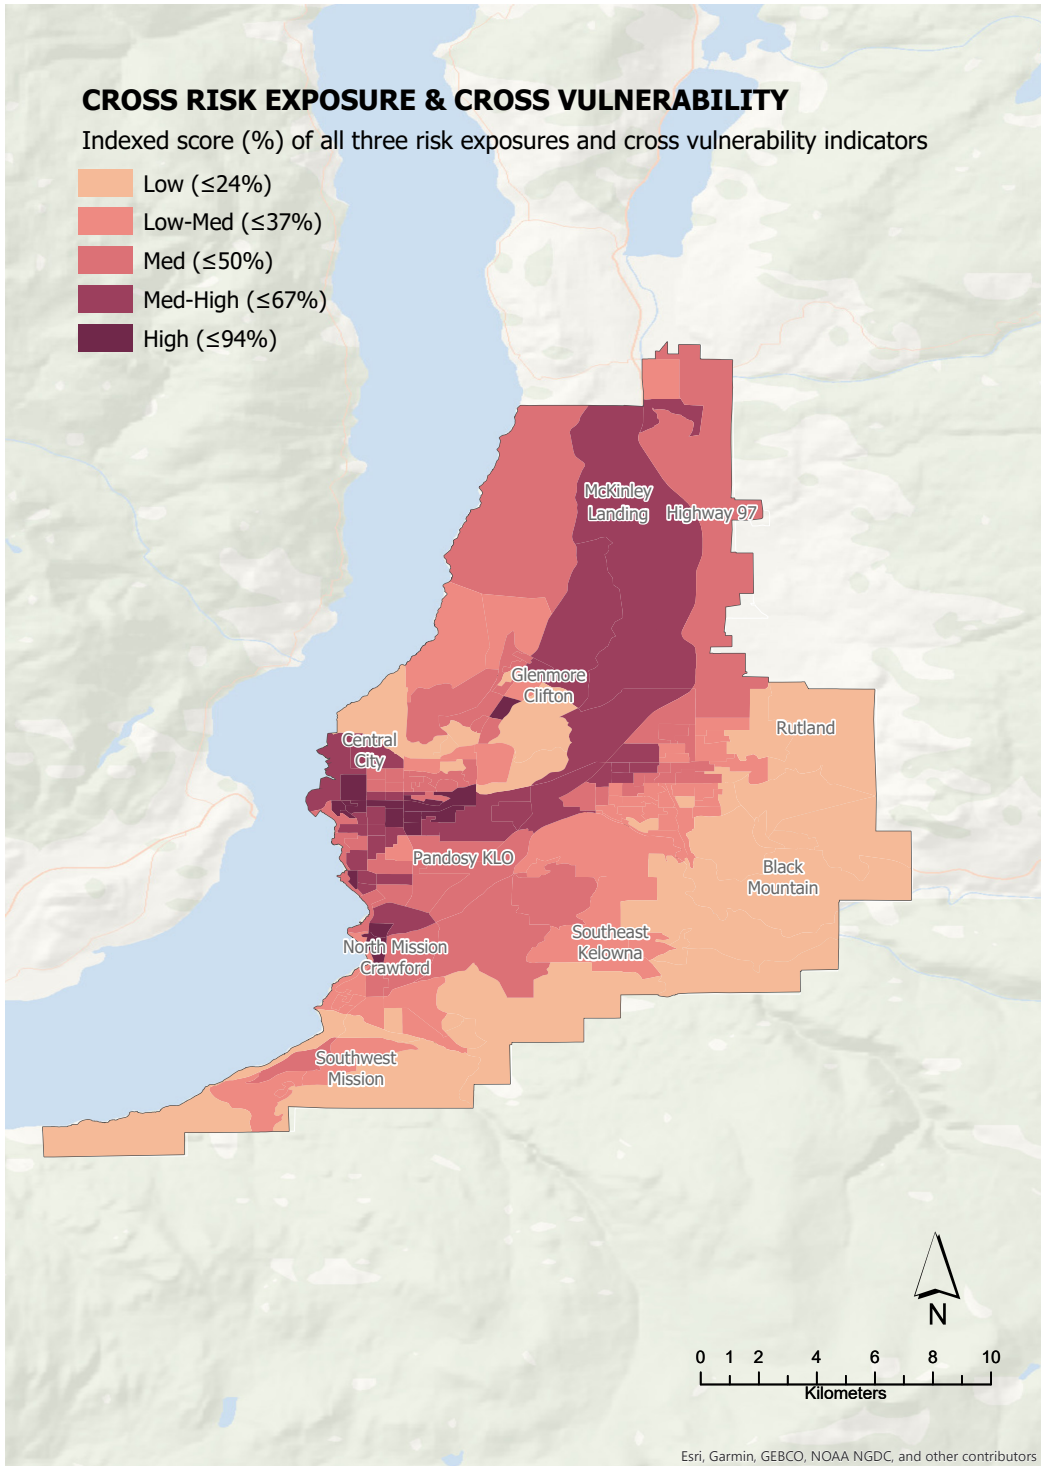 CROSS RISK EXPOSURE & CROSS VULNERABILITY
Indexed score (%) of all three risk exposures and cross vulnerability indicators
Low (≤24%)
Low-Med (≤37%)
Med (≤50%)
Med-High (≤67%)
High (≤94%)
McKinley
Landing
Highway 97
Glenmore
Clifton
Rutland
Central
City
Pandosy KLO
Black
Mountain
Southeast
Kelowna
North Mission
Crawford
Southwest
Mission
N
0 1 2 4 6 8 10
Kilometers
Esri, Garmin, GEBCO, NOAA NGDC, and other contributors